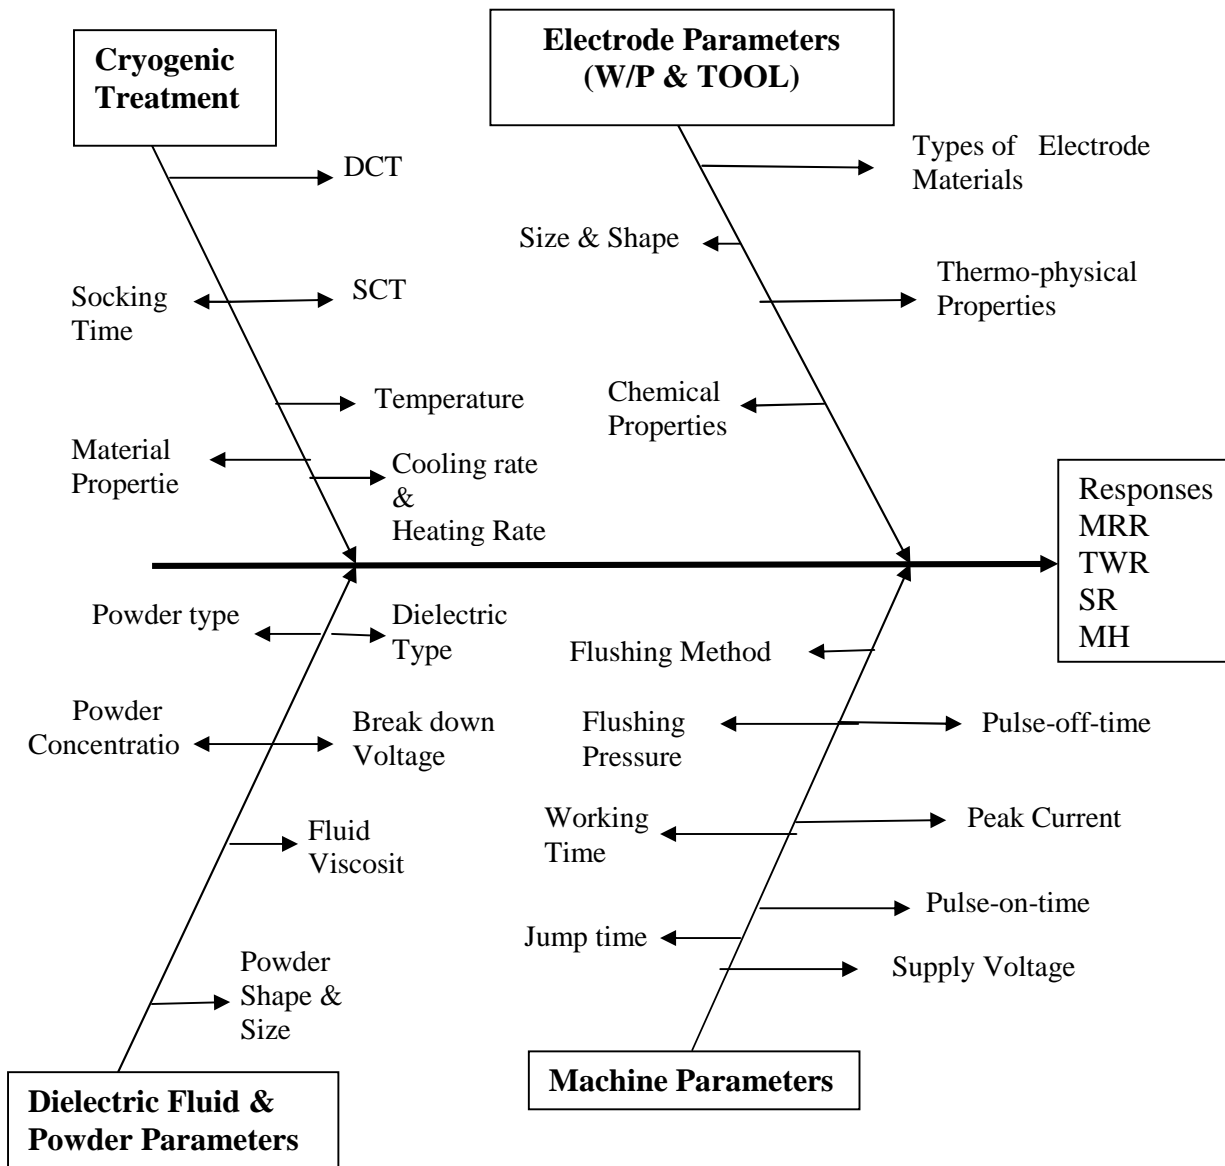 Cryogenic
Treatment
Electrode Parameters
(W/P & TOOL)
DCT
Types of Electrode
Materials
Size & Shape
Socking
Time
SCT
Thermo-physical
Properties
Temperature
Chemical
Properties
Material
Propertie
Cooling rate
&
Heating Rate
Responses
MRR
TWR
SR
MH
Powder type
Dielectric
Type
Flushing Method
Powder
Concentratio
Break down
Voltage
Flushing
Pressure
Pulse-off-time
Fluid
Viscosit
Working
Time
Peak Current
Pulse-on-time
Jump time
Supply Voltage
Powder
Shape &
Size
Dielectric Fluid &
Powder Parameters
Machine Parameters